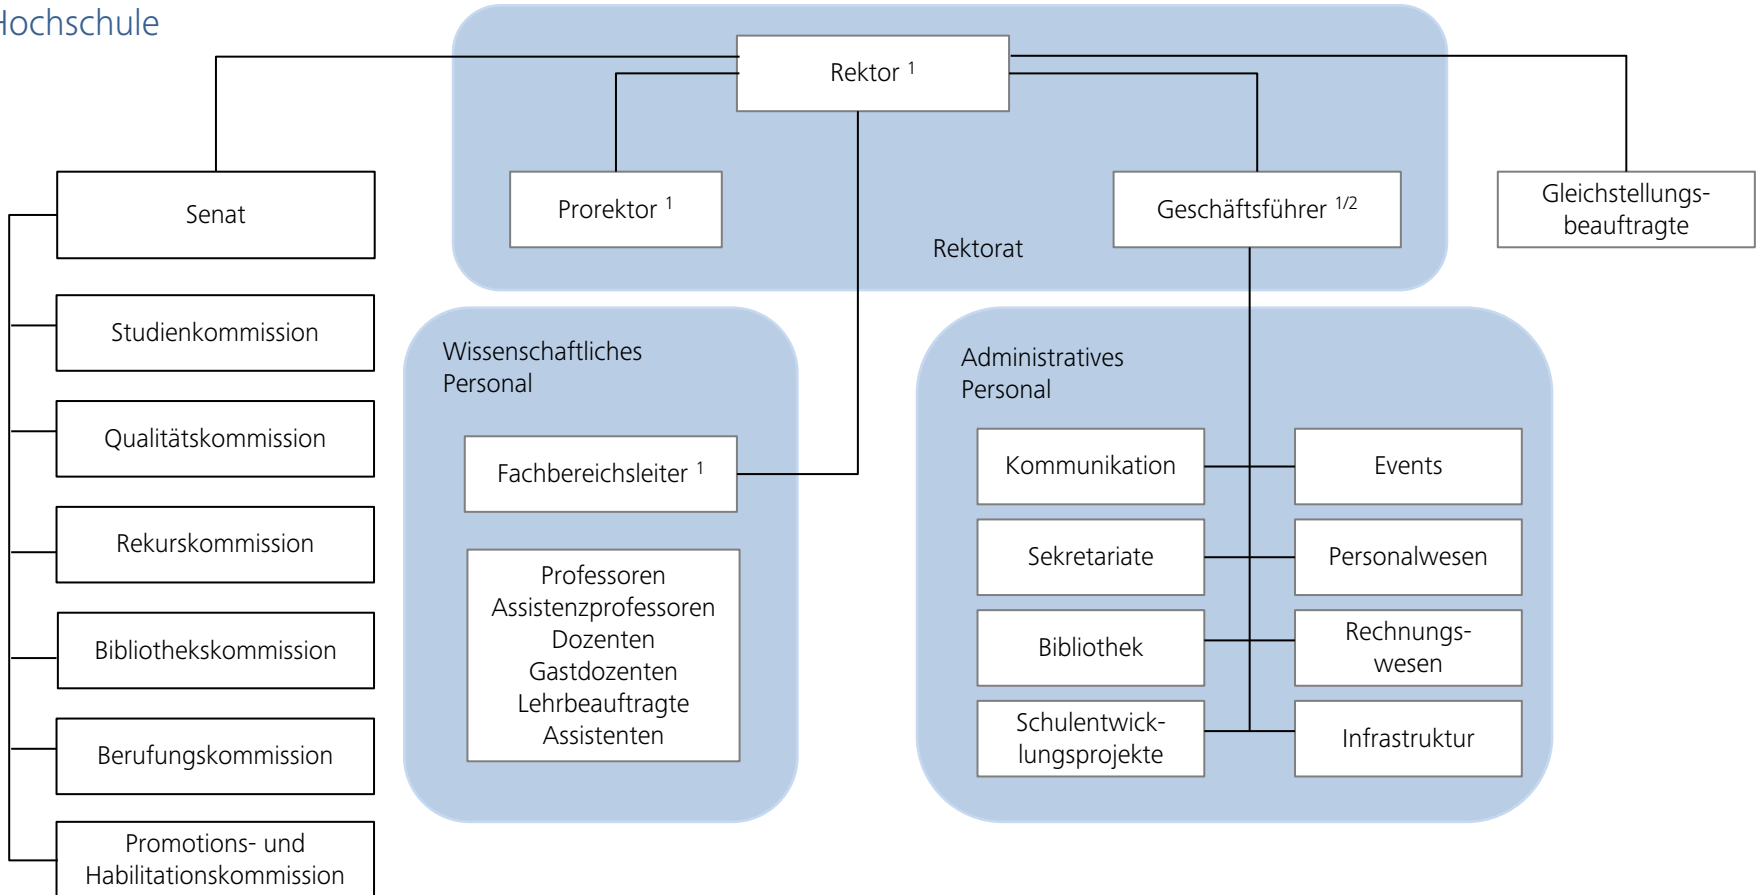 Hochschule
Rektor 1
Prorektor 1
Geschäftsführer 1/2
Rektorat
Gleichstellungs-
beauftragte
Senat
Studienkommission
Qualitätskommission
Rekurskommission
Bibliothekskommission
Berufungskommission
Promotions- und
Habilitationskommission
Wissenschaftliches
Personal
Fachbereichsleiter 1
Professoren
Assistenzprofessoren
Dozenten
Gastdozenten
Lehrbeauftragte
Assistenten
Administratives
Personal
Kommunikation
Events
Sekretariate
Personalwesen
Bibliothek
Rechnungs-
wesen
Schulentwick-
lungsprojekte
Infrastruktur